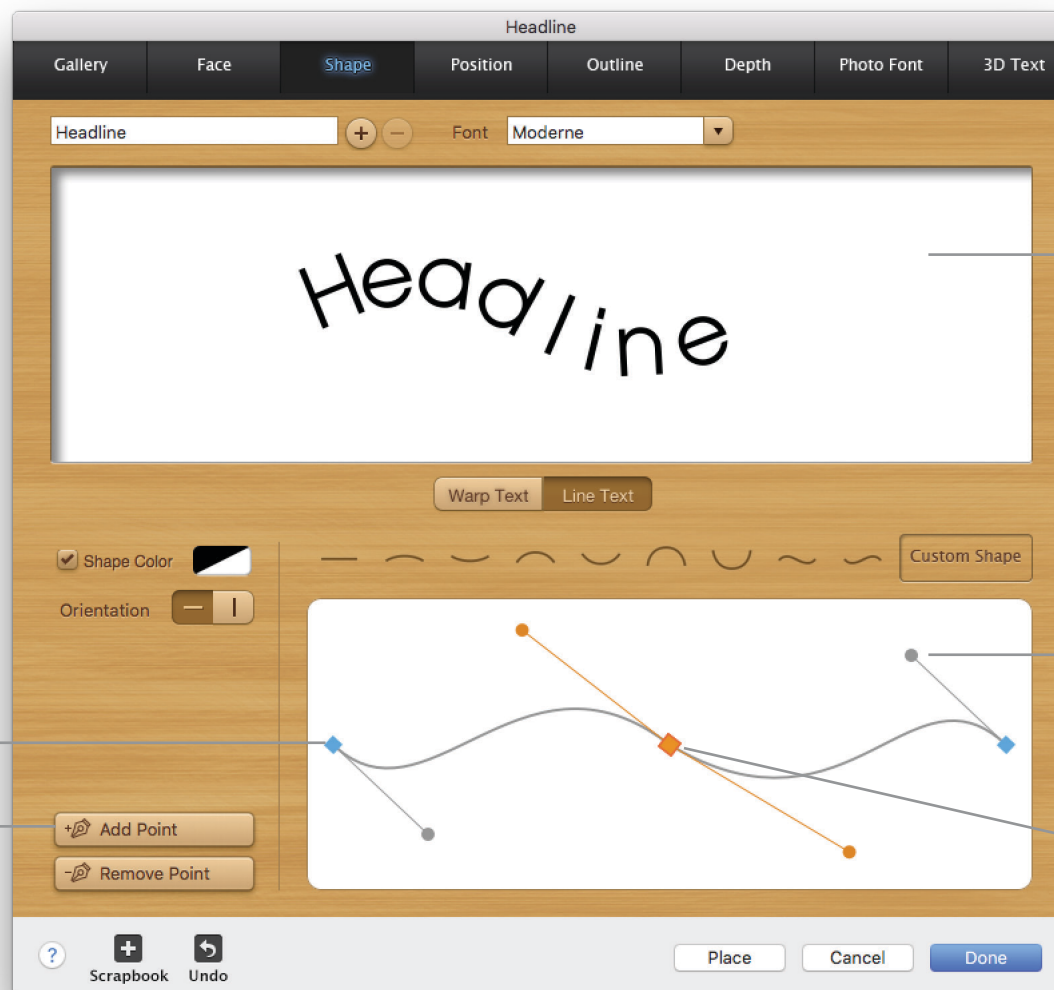 Headline
Gallery Face Shape Position Outline Depth Photo Font 3D Text
Headline + − Font Moderne
Headline
Warp Text Line Text
Shape Color Custom Shape
Orientation
Add Point
Remove Point
?
Scrapbook Undo Place Cancel Done